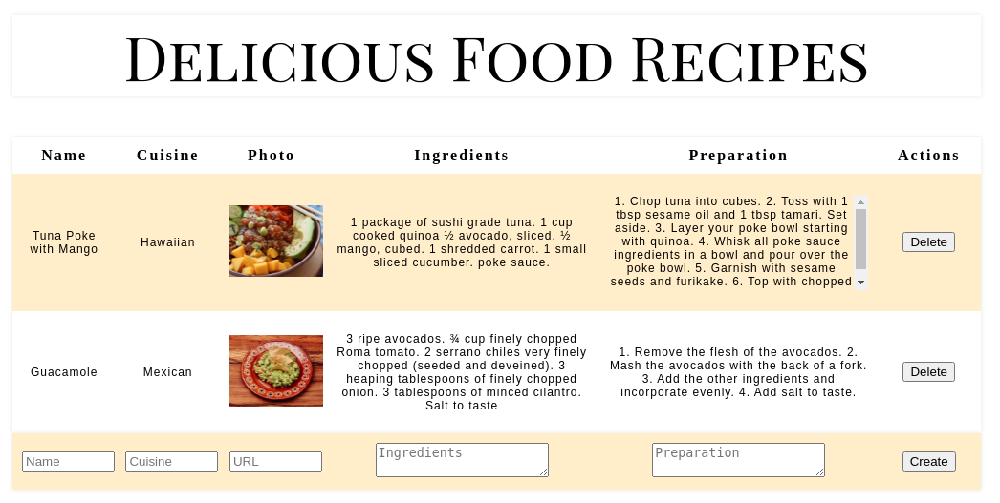 Delicious Food Recipes
Name Cuisine Photo Ingredients Preparation Actions
Tuna Poke
with Mango
Hawaiian
1 package of sushi grade tuna. 1 cup
cooked quinoa ½ avocado, sliced. ½
mango, cubed. 1 shredded carrot. 1 small
sliced cucumber. poke sauce.
1. Chop tuna into cubes. 2. Toss with 1
tbsp sesame oil and 1 tbsp tamari. Set
aside. 3. Layer your poke bowl starting
with quinoa. 4. Whisk all poke sauce
ingredients in a bowl and pour over the
poke bowl. 5. Garnish with sesame
seeds and furikake. 6. Top with chopped
Delete
Guacamole
Mexican
3 ripe avocados. ¾ cup finely chopped
Roma tomato. 2 serrano chiles very finely
chopped (seeded and deveined). 3
heaping tablespoons of finely chopped
onion. 3 tablespoons of minced cilantro.
Salt to taste
1. Remove the flesh of the avocados. 2.
Mash the avocados with the back of a fork.
3. Add the other ingredients and
incorporate evenly. 4. Add salt to taste.
Delete
Name Cuisine URL Ingredients Preparation Create